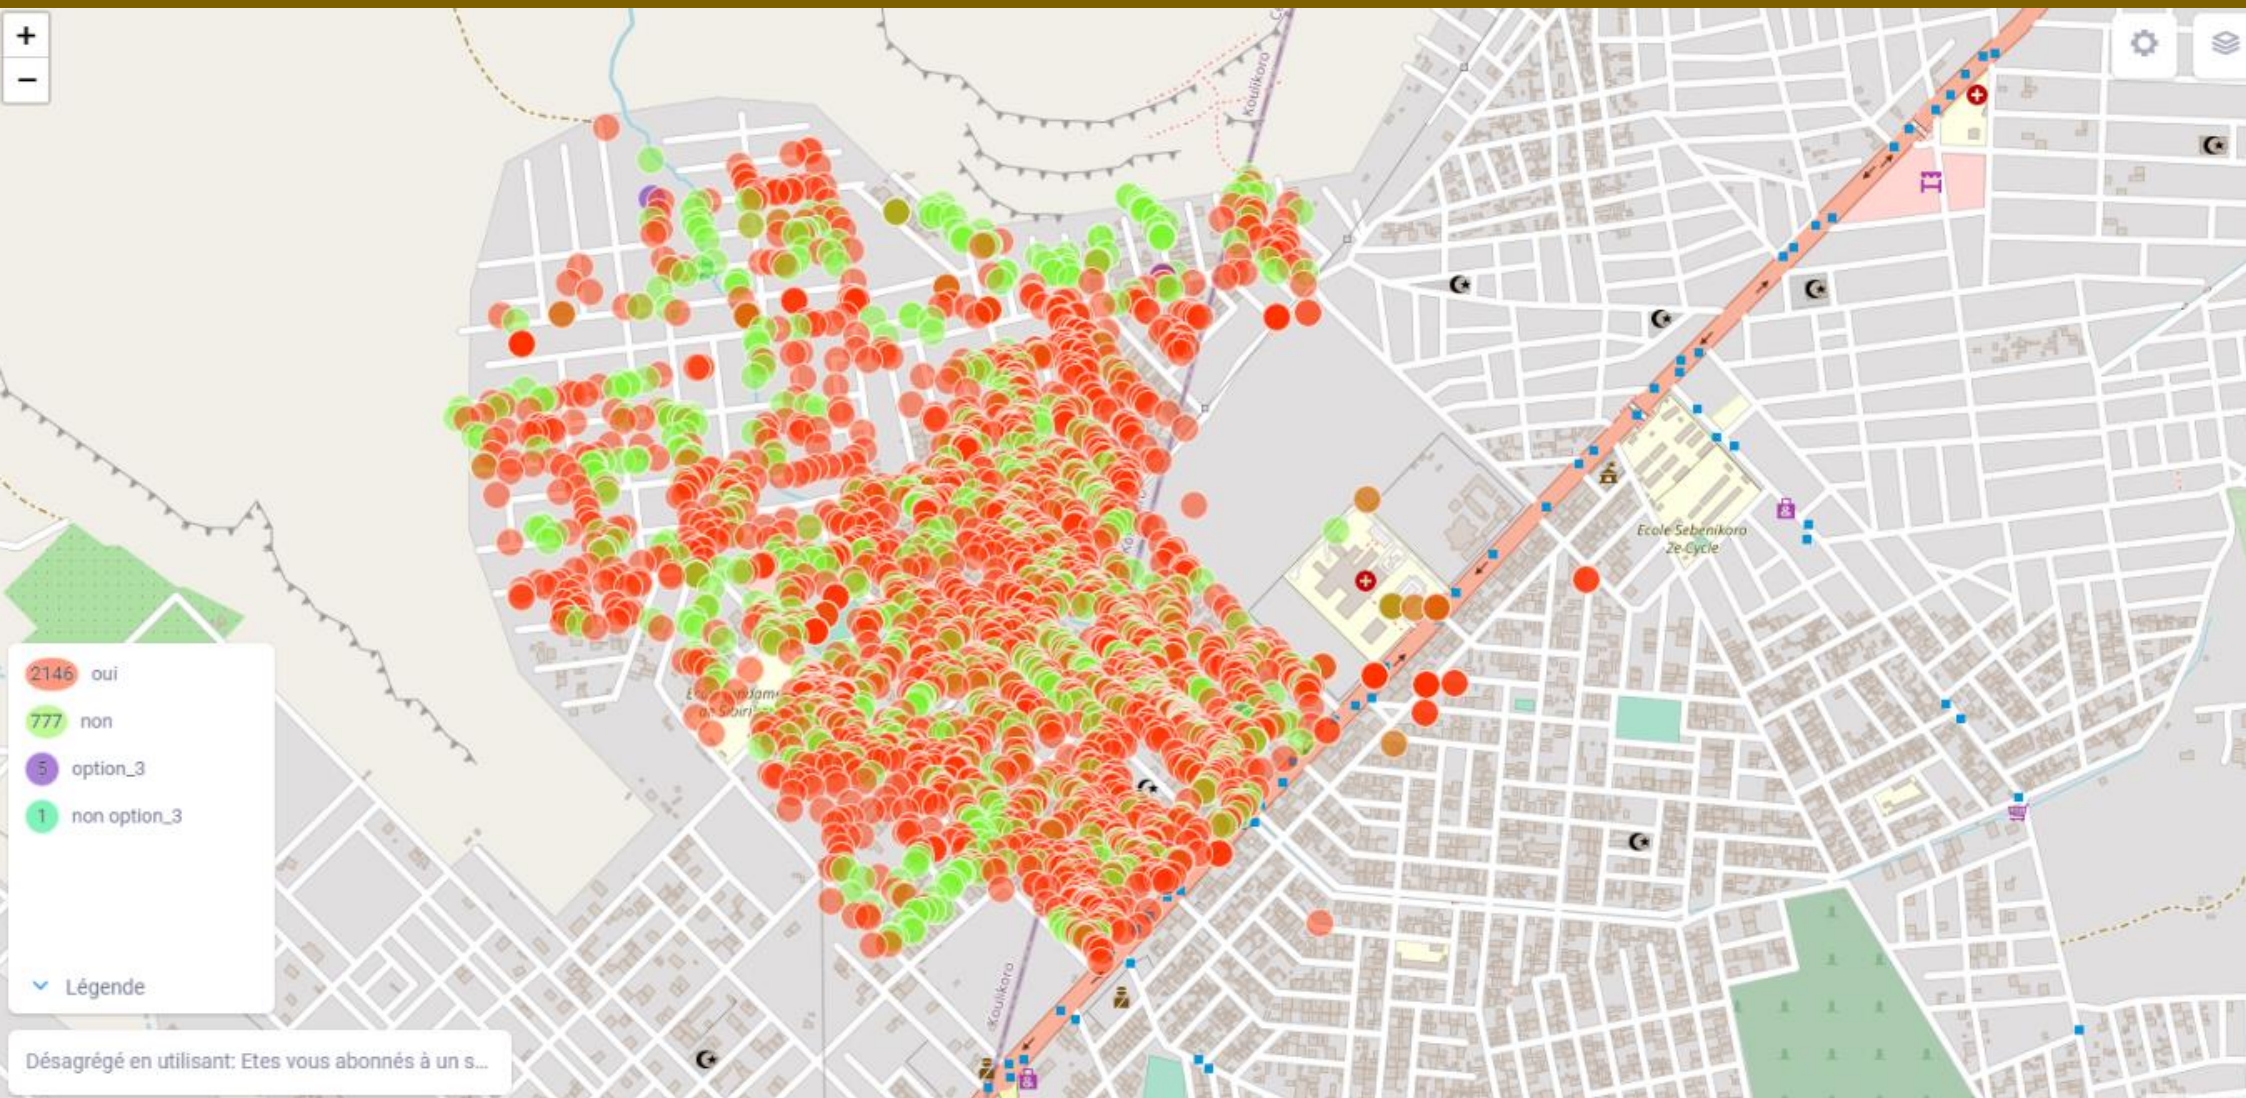 +
−
Koulikoro
Ecole Sebenikoro
2e Cycle
2146 oui
777 non
5 option_3
1 non option_3
Légende
Koulikoro
Désagrégé en utilisant: Etes vous abonnés à un s...